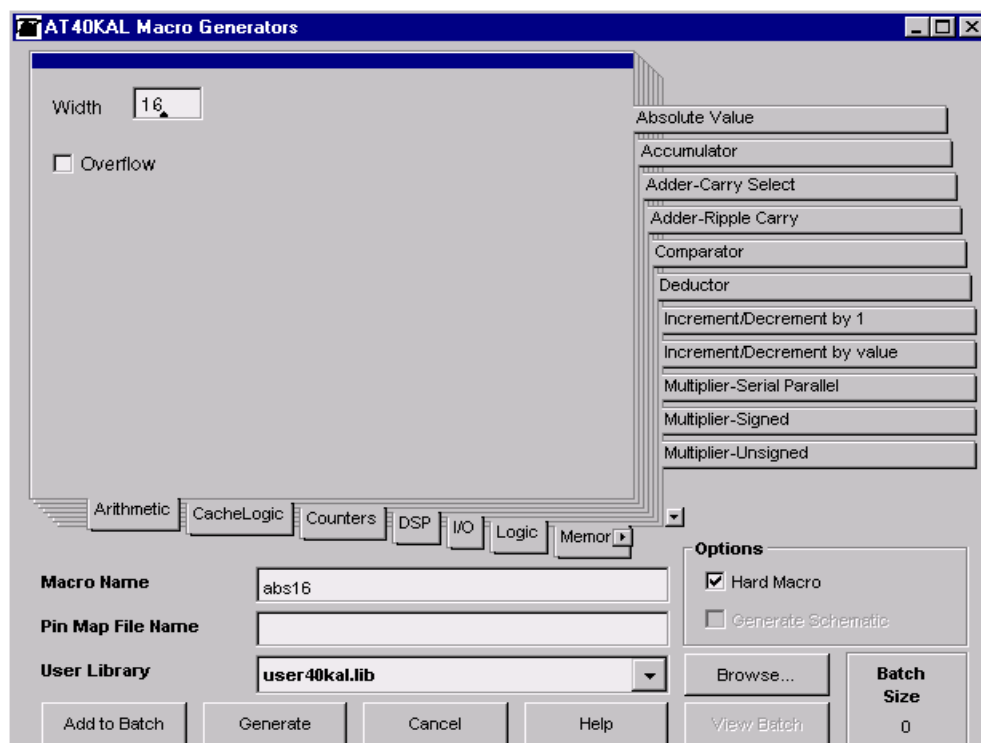 AT40KAL Macro Generators
Width 16
Overflow
Absolute Value
Accumulator
Adder-Carry Select
Adder-Ripple Carry
Comparator
Deductor
Increment/Decrement by 1
Increment/Decrement by value
Multiplier-Serial Parallel
Multiplier-Signed
Multiplier-Unsigned
Arithmetic CacheLogic Counters DSP I/O Logic Memor
Options
Macro Name abs16 Hard Macro
Pin Map File Name Generate Schematic
User Library user40kal.lib Browse... Batch
Size
Add to Batch Generate Cancel Help View Batch 0